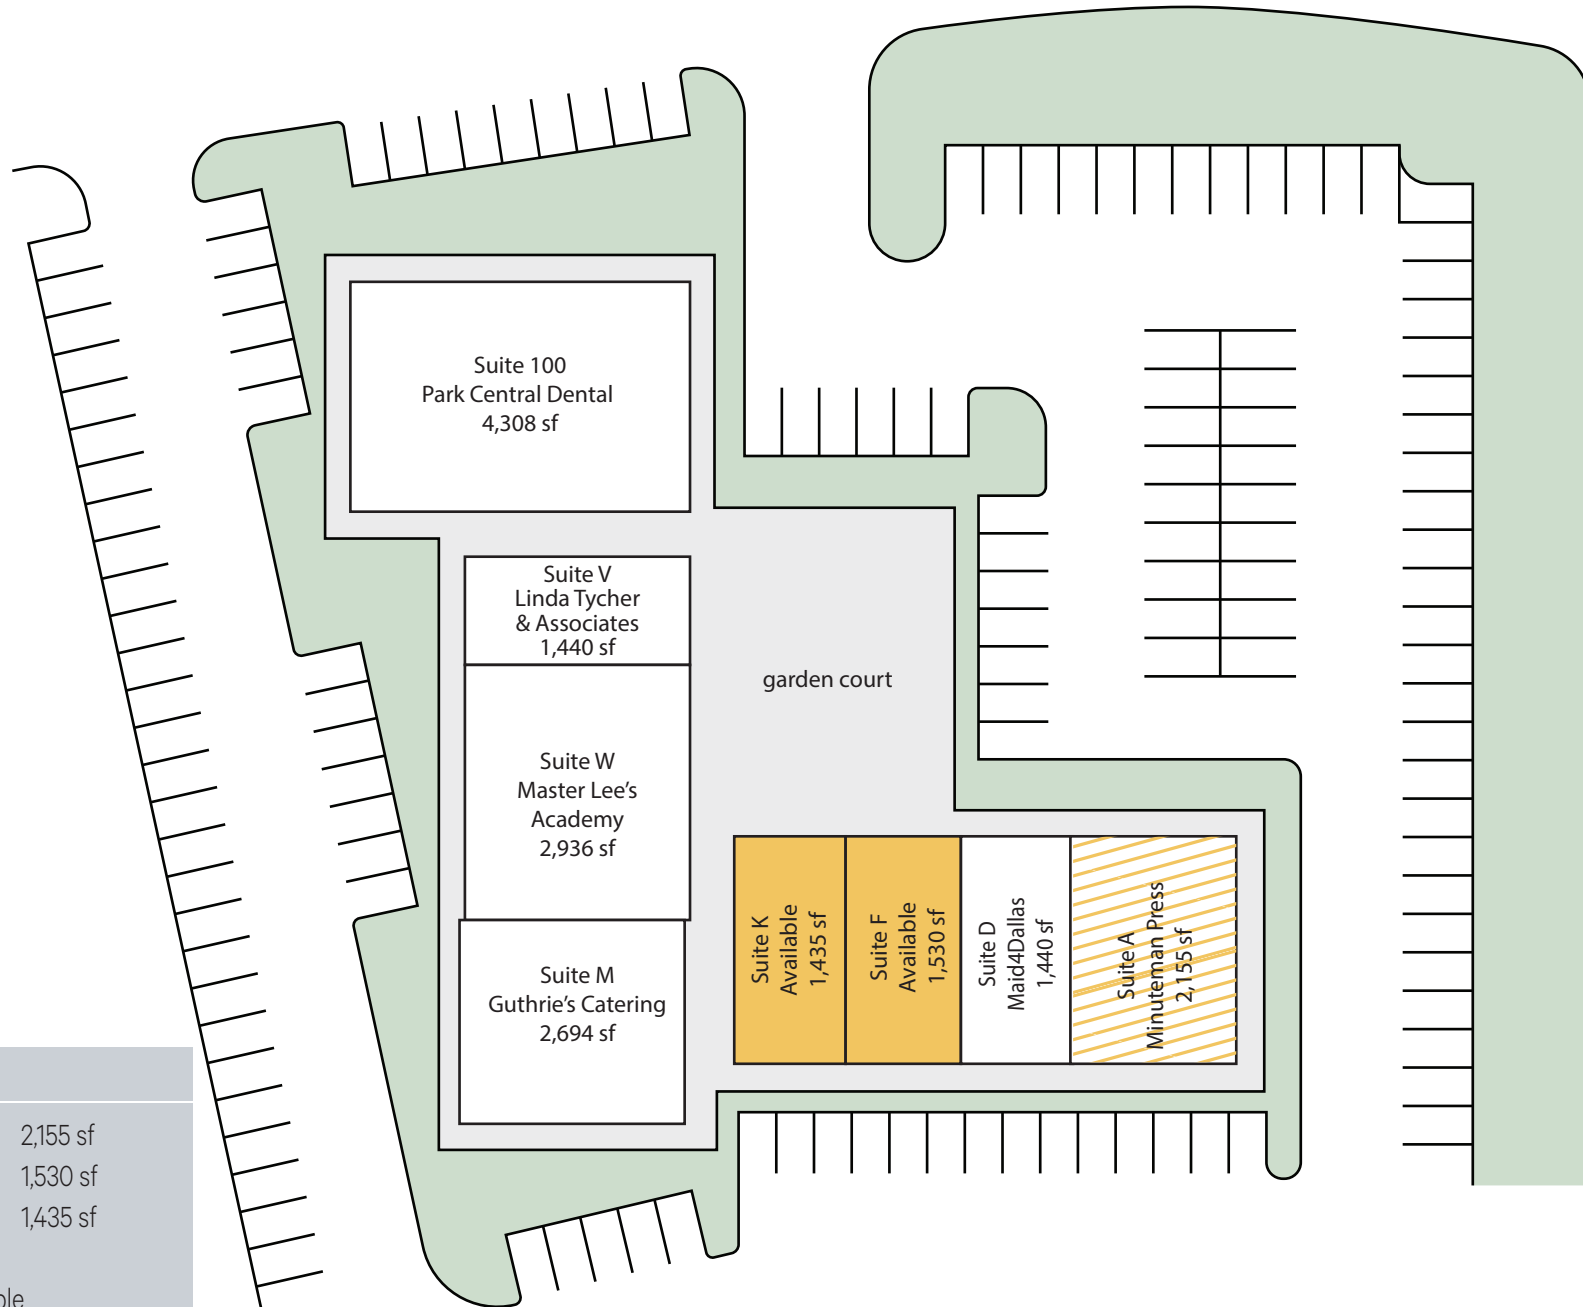 Suite 100
Park Central Dental
4,308 sf
Suite V
Linda Tycher
& Associates
1,440 sf
garden court
Suite W
Master Lee’s
Academy
2,936 sf
Suite M
Guthrie’s Catering
2,694 sf
Suite K
Available
1,435 sf
Suite F
Available
1,530 sf
Suite D
Maid4Dallas
1,440 sf
Suite A
Minuteman Press
2,155 sf
2,155 sf
1,530 sf
1,435 sf